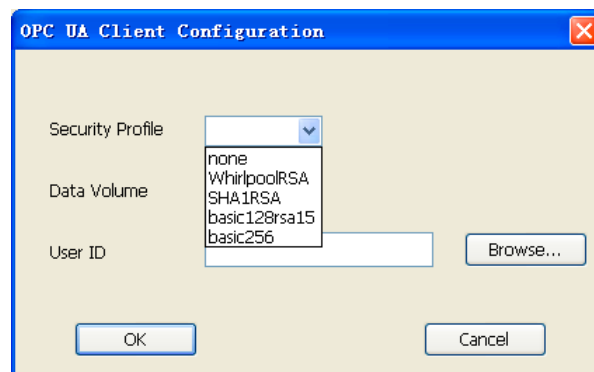 OPC UA Client Configuration
Security Profile
none
WhirlpoolRSA
SHA1RSA
basic128rsa15
basic256
Data Volume
User ID
Browse...
OK
Cancel